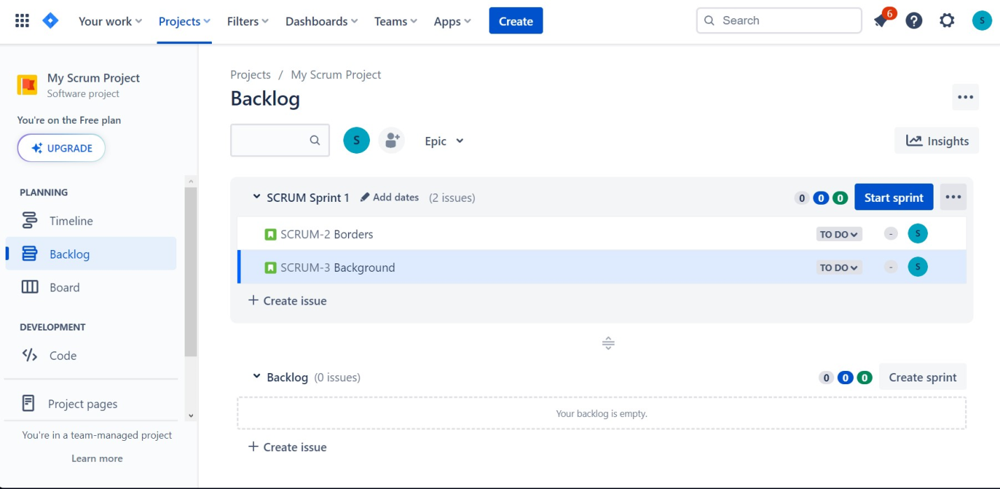 Your work Projects Filters Dashboards Teams Apps Create Search 6 S
My Scrum Project
Software project
You're on the Free plan
UPGRADE
PLANNING
Timeline
Backlog
Board
DEVELOPMENT
Code
Project pages
You're in a team-managed project
Learn more
Projects / My Scrum Project
Backlog
S Epic Insights
SCRUM Sprint 1 Add dates (2 issues) 0 0 0 Start sprint
SCRUM-2 Borders TO DO - S
SCRUM-3 Background TO DO - S
+ Create issue
Backlog (0 issues) 0 0 0 Create sprint
Your backlog is empty.
+ Create issue